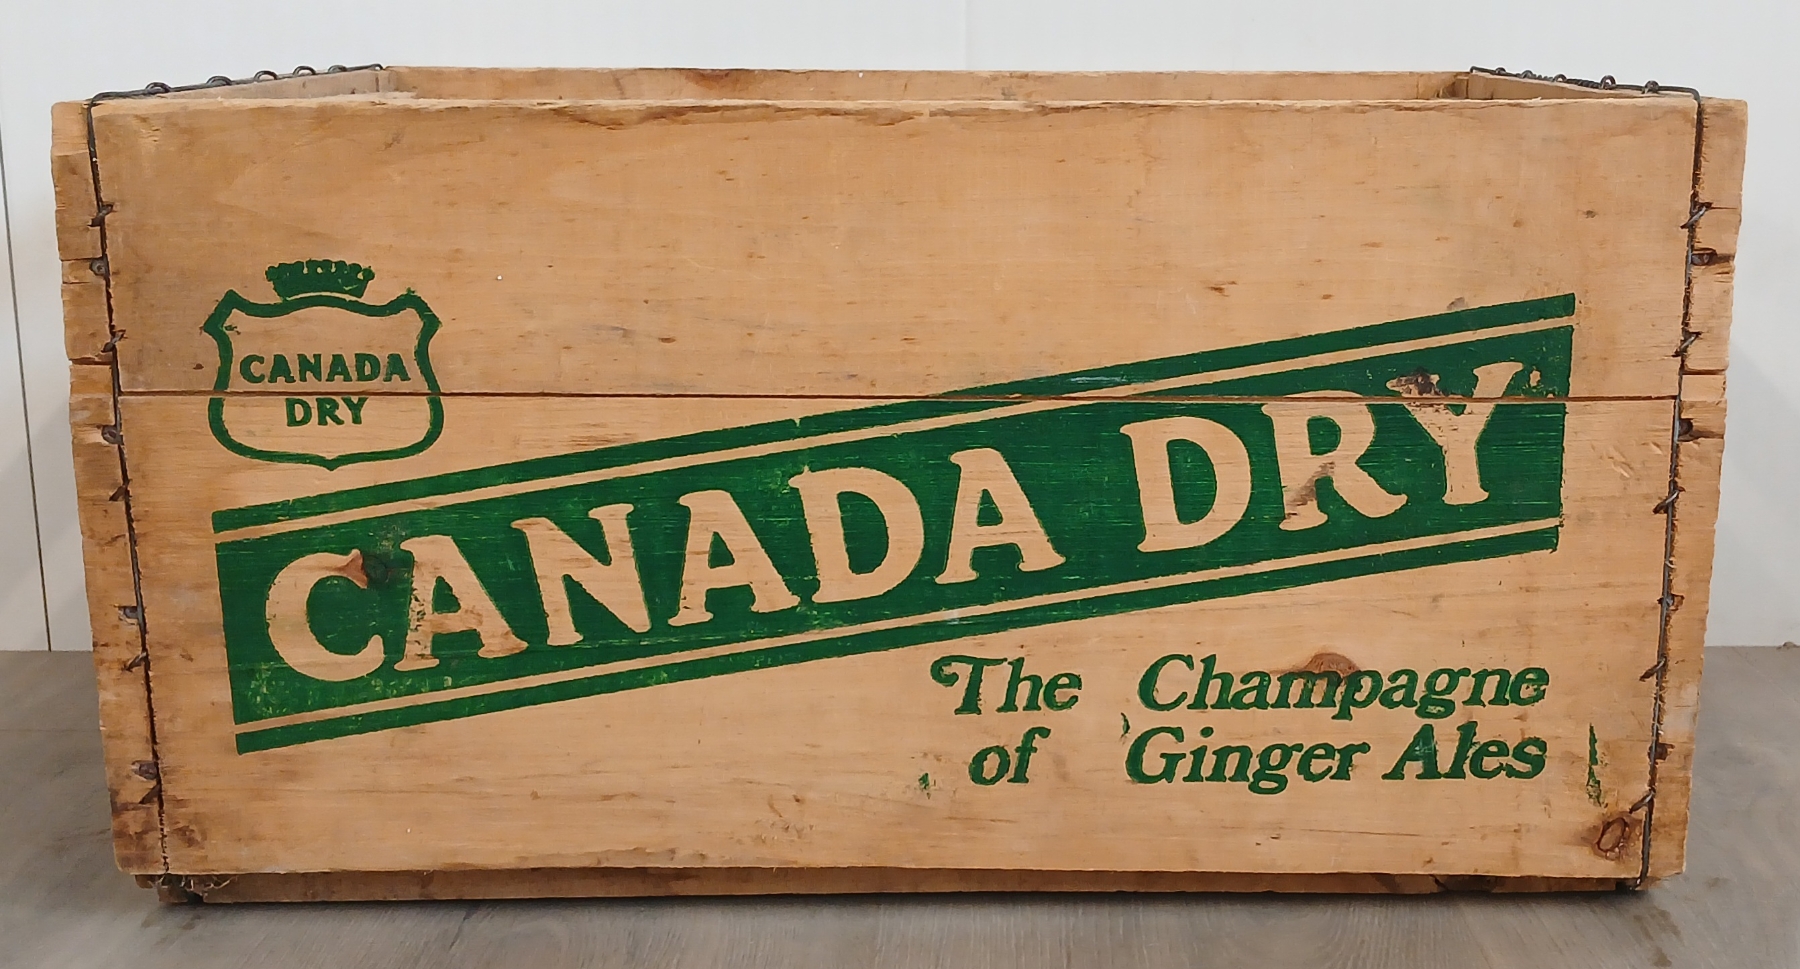 CANADA
DRY
CANADA DRY
The Champagne
of Ginger Ales